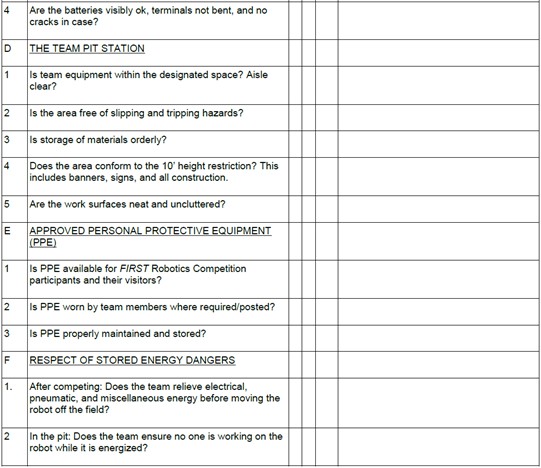 4 Are the batteries visibly ok, terminals not bent, and no
cracks in case?
D THE TEAM PIT STATION
1 Is team equipment within the designated space? Aisle
clear?
2 Is the area free of slipping and tripping hazards?
3 Is storage of materials orderly?
4 Does the area conform to the 10' height restriction? This
includes banners, signs, and all construction.
5 Are the work surfaces neat and uncluttered?
E APPROVED PERSONAL PROTECTIVE EQUIPMENT
(PPE)
1 Is PPE available for FIRST Robotics Competition
participants and their visitors?
2 Is PPE worn by team members where required/posted?
3 Is PPE properly maintained and stored?
F RESPECT OF STORED ENERGY DANGERS
1. After competing: Does the team relieve electrical,
pneumatic, and miscellaneous energy before moving the
robot off the field?
2 In the pit: Does the team ensure no one is working on the
robot while it is energized?